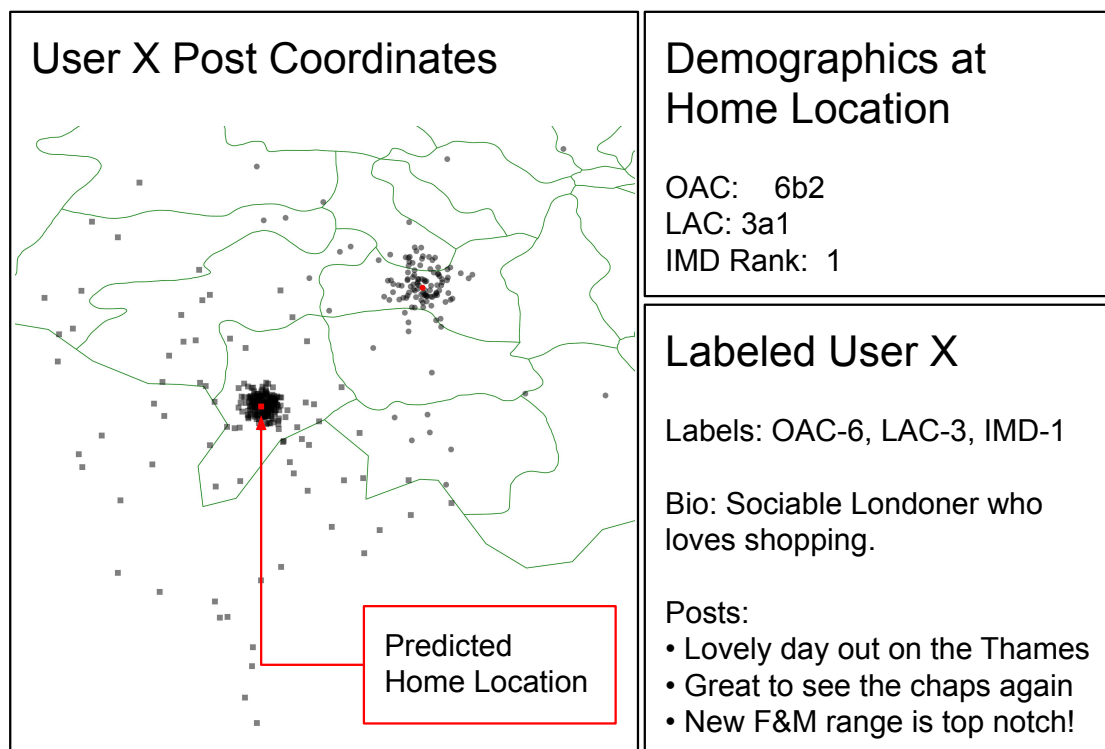 User X Post Coordinates
Predicted
Home Location
Demographics at
Home Location
OAC: 6b2
LAC: 3a1
IMD Rank: 1
Labeled User X
Labels: OAC-6, LAC-3, IMD-1
Bio: Sociable Londoner who
loves shopping.
Posts:
• Lovely day out on the Thames
• Great to see the chaps again
• New F&M range is top notch!